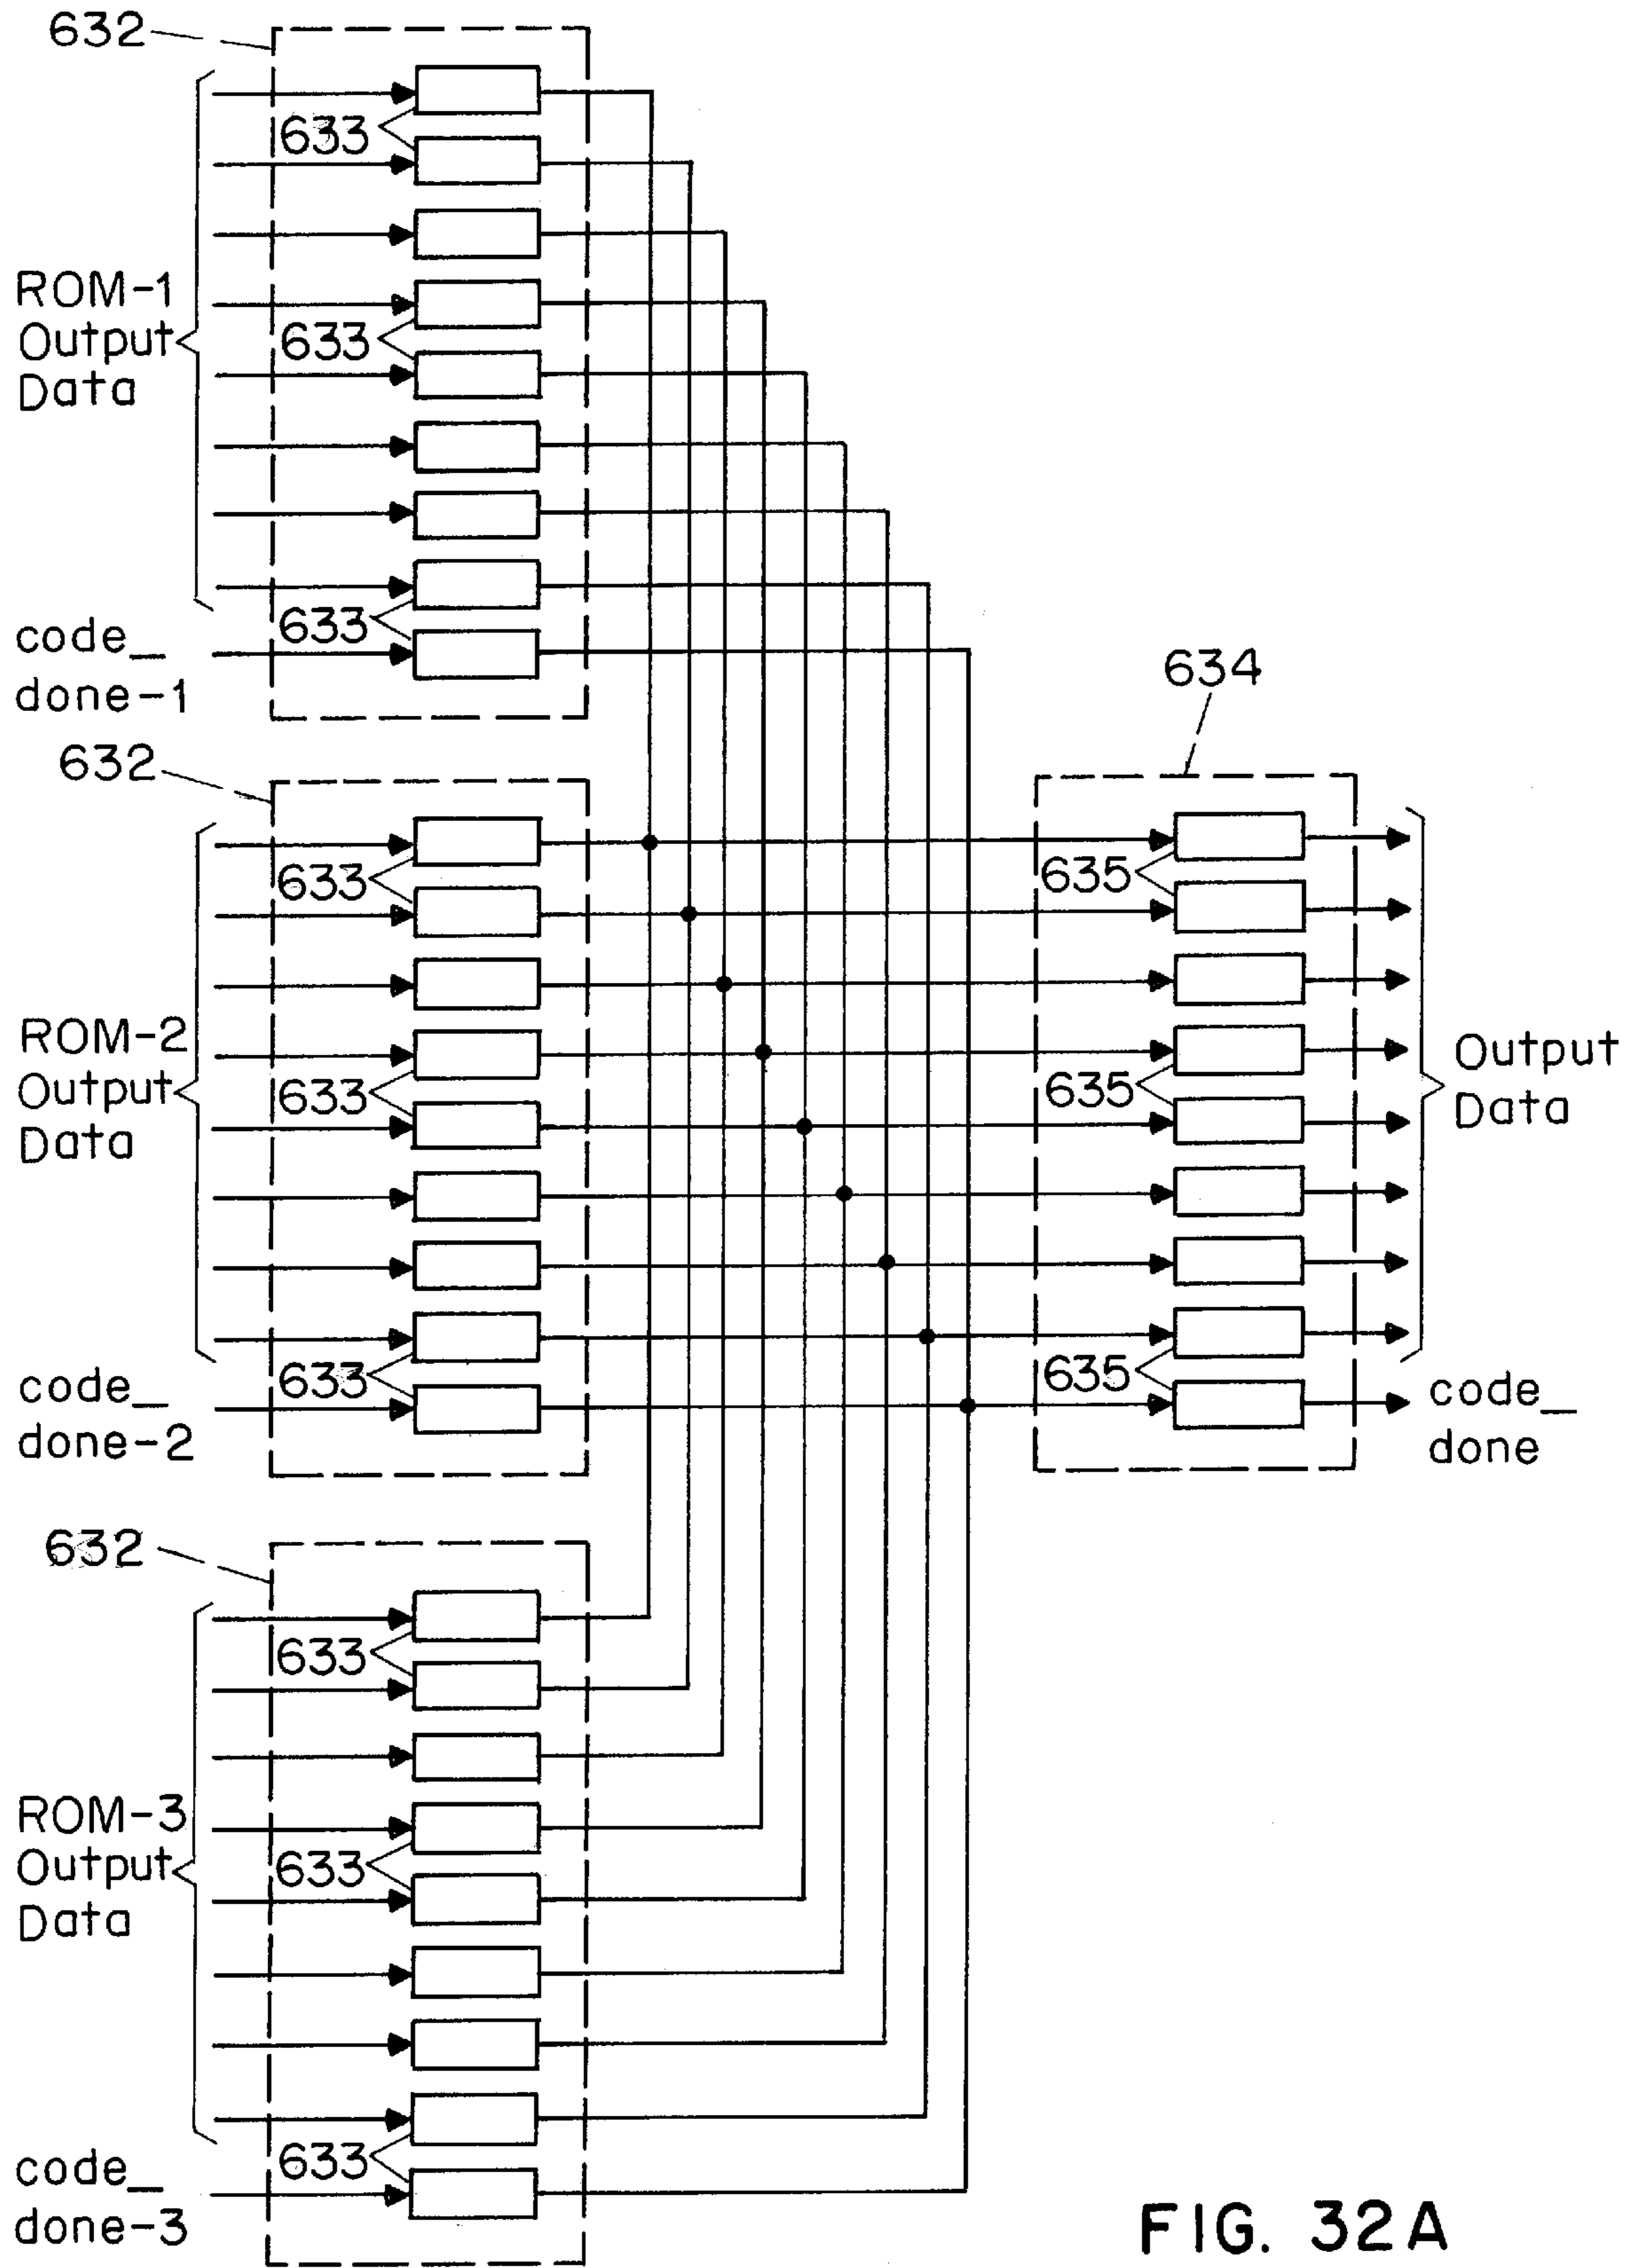 632
633
ROM-1
Output
Data
633
633
code_
done-1
634
632
633
635
ROM-2
Output
Data
633
635
Output
Data
633
635
code_
done-2
code_
done
632
633
ROM-3
Output
Data
633
633
code_
done-3
FIG. 32A